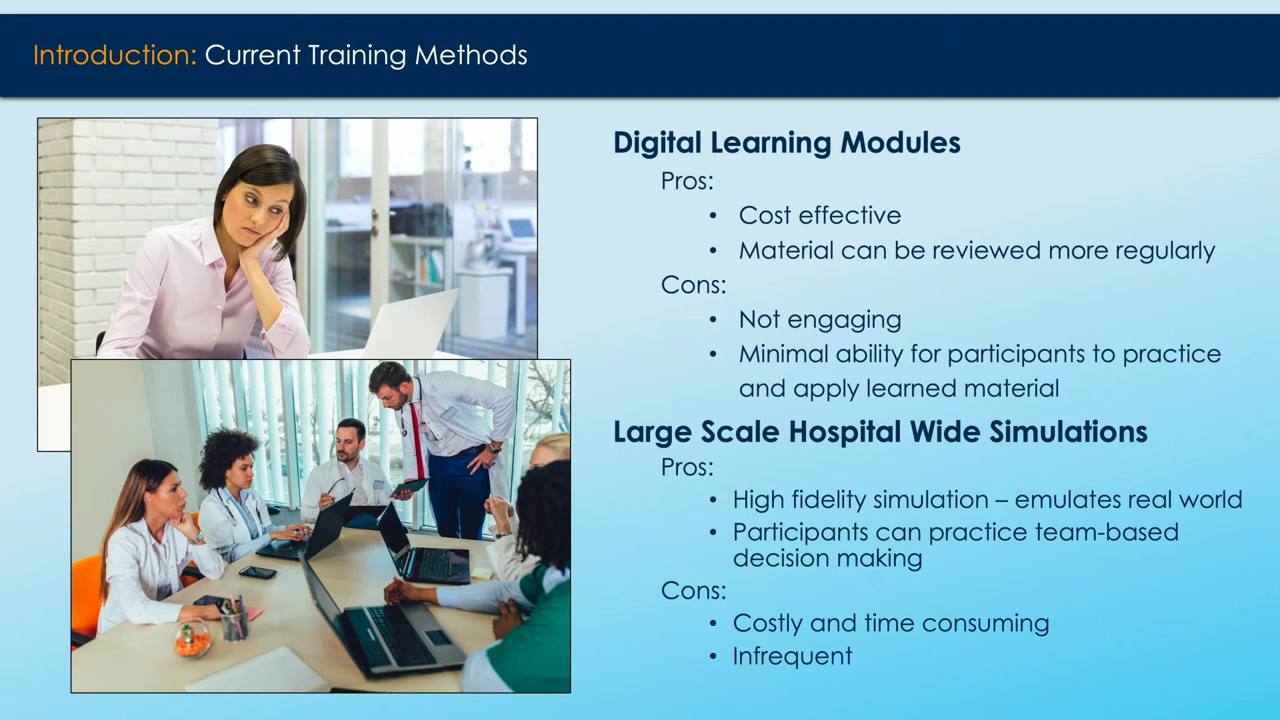 Introduction: Current Training Methods
Digital Learning Modules
Pros:
• Cost effective
• Material can be reviewed more regularly
Cons:
• Not engaging
• Minimal ability for participants to practice
and apply learned material
Large Scale Hospital Wide Simulations
Pros:
• High fidelity simulation – emulates real world
• Participants can practice team-based
decision making
Cons:
• Costly and time consuming
• Infrequent